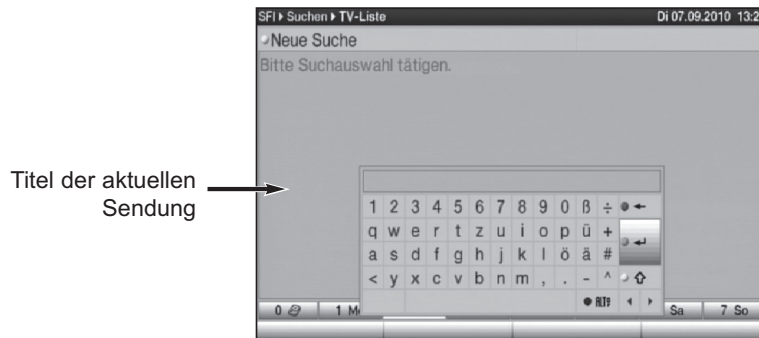 SFI ▸ Suchen ▸ TV-Liste Di 07.09.2010 13:2
Neue Suche
Bitte Suchauswahl tätigen.
Titel der aktuellen
Sendung
1 2 3 4 5 6 7 8 9 0 ß ÷ ←
q w e r t z u i o p ü + ↵
a s d f g h j k l ö ä #
< y x c v b n m , . - ^ ⇧
ALT
0 1 M Sa 7 So